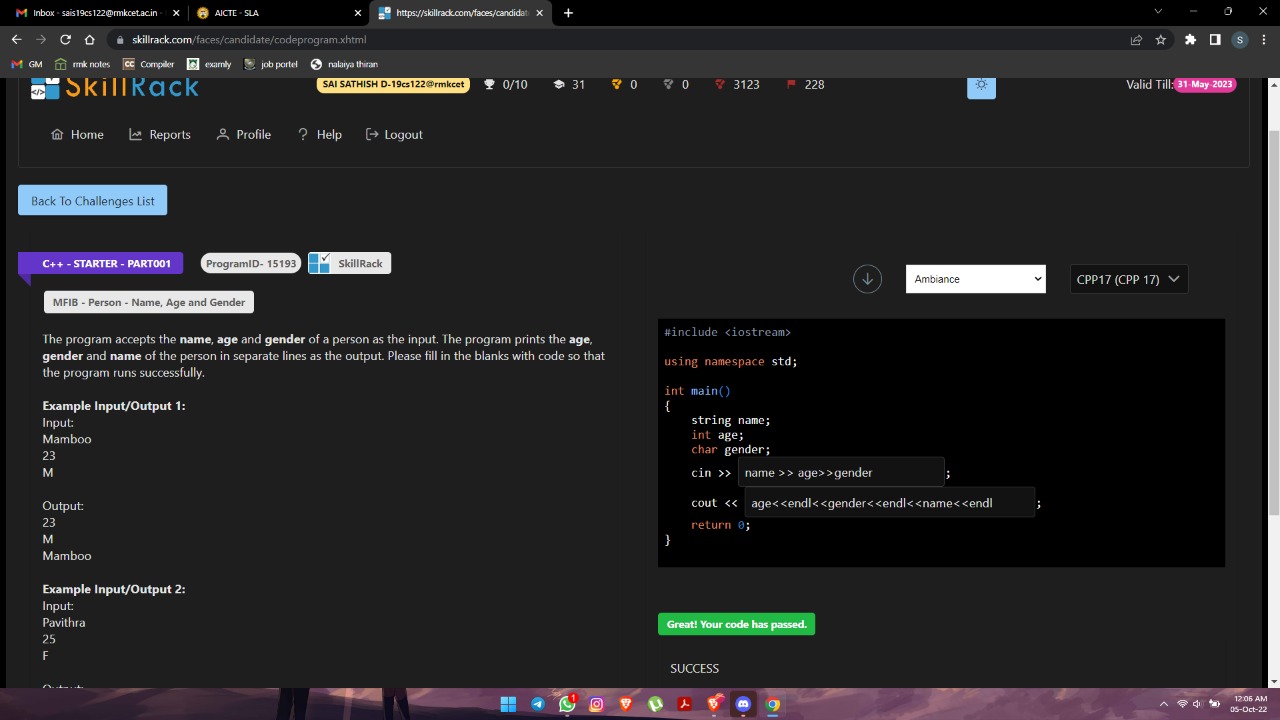 Inbox - sais19cs122@rmkcet.ac.in -
AICTE - SLA
https://skillrack.com/faces/candidat
skillrack.com/faces/candidate/codeprogram.xhtml
S
GM
rmk notes
Compiler
examly
job portel
nalaiya thiran
SkillRack
SAI SATHISH D-19cs122@rmkcet
0/103
31
0
0
3123
228
Valid Till: 31-May-2023
Home
Reports
Profile
Help
Logout
Back To Challenges List
C++ - STARTER - PART001
ProgramID- 15193
SkillRack
Ambiance
CPP17 (CPP 17)
MFIB - Person - Name, Age and Gender
The program accepts the name, age and gender of a person as the input. The program prints the age,
gender and name of the person in separate lines as the output. Please fill in the blanks with code so that
the program runs successfully.
Example Input/Output 1:
Input:
Mamboo
23
M
Output:
23
M
Mamboo
Example Input/Output 2:
Input:
Pavithra
25
F
Output:
#include <iostream>
using namespace std;
int main()
{
string name;
int age;
char gender;
cin >> name >> age>>gender ;
cout << age<<endl<<gender<<endl<<name<<endl ;
return 0;
}
Great! Your code has passed.
SUCCESS
1
12:06 AM
05-Oct-22